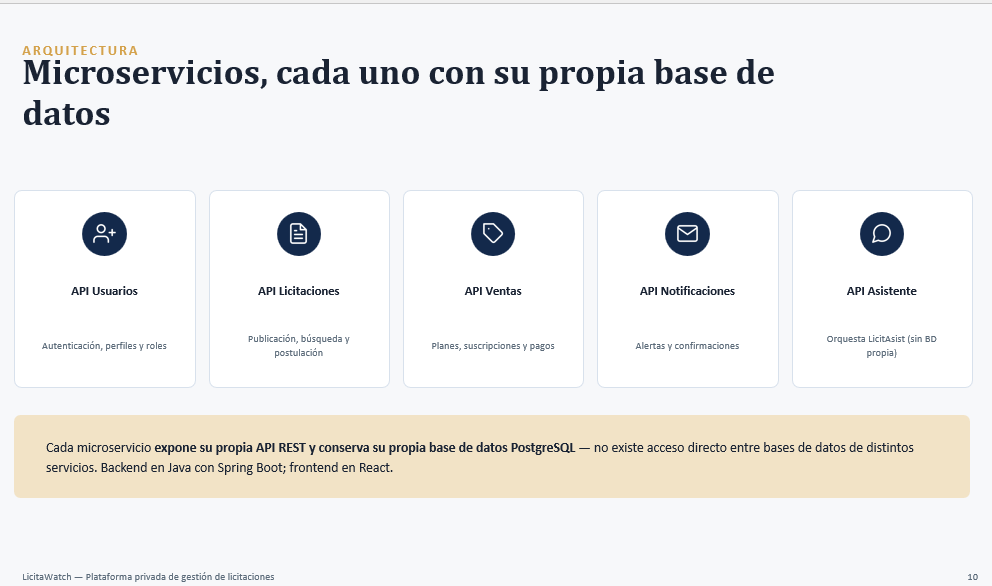 ARQUITECTURA
Microservicios, cada uno con su propia base de
datos
API Usuarios
Autenticación, perfiles y roles
API Licitaciones
Publicación, búsqueda y
postulación
API Ventas
Planes, suscripciones y pagos
API Notificaciones
Alertas y confirmaciones
API Asistente
Orquesta LicitAsist (sin BD
propia)
Cada microservicio expone su propia API REST y conserva su propia base de datos PostgreSQL — no existe acceso directo entre bases de datos de distintos
servicios. Backend en Java con Spring Boot; frontend en React.
LicitaWatch — Plataforma privada de gestión de licitaciones
10